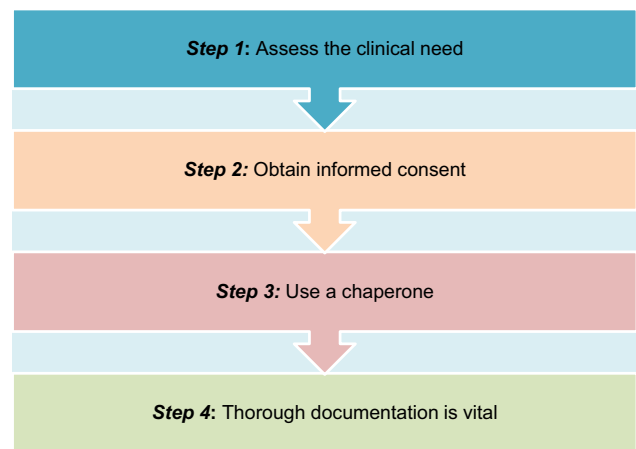 Step 1: Assess the clinical need
Step 2: Obtain informed consent
Step 3: Use a chaperone
Step 4: Thorough documentation is vital